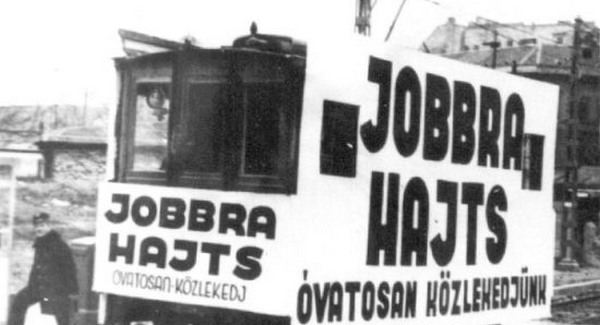 JOBBRA
HAJTS
ÓVATOSAN·KÖZLEKEDJ
JOBBRA
HAJTS
ÓVATOSAN KÖZLEKEDJÜNK